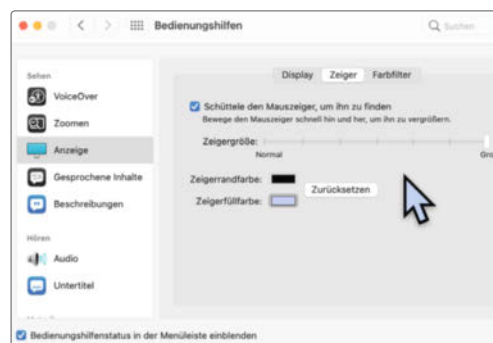 Bedienungshilfen
Suchen
Sehen
VoiceOver
Zoomen
Anzeige
Gesprochene Inhalte
Beschreibungen
Hören
Audio
Untertitel
Display Zeiger Farbfilter
Schüttele den Mauszeiger, um ihn zu finden
Bewege den Mauszeiger schnell hin und her, um ihn zu vergrößern.
Zeigergröße:
Normal
Zeigerrandfarbe:
Zurücksetzen
Zeigerfüllfarbe:
Bedienungshilfenstatus in der Menüleiste einblenden